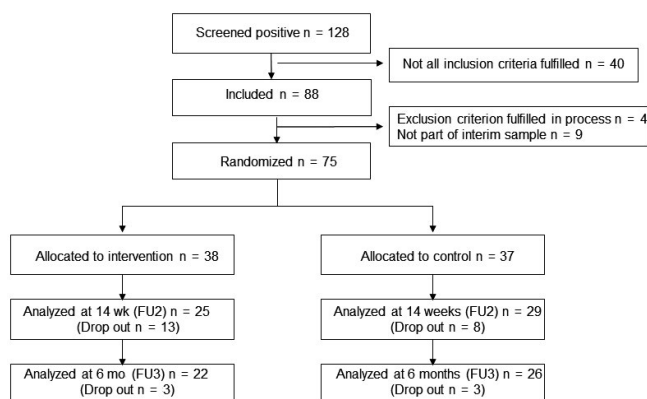 Screened positive n = 128
Not all inclusion criteria fulfilled n = 40
Included n = 88
Exclusion criterion fulfilled in process n = 4
Not part of interim sample n = 9
Randomized n = 75
Allocated to intervention n = 38
Allocated to control n = 37
Analyzed at 14 wk (FU2) n = 25
(Drop out n = 13)
Analyzed at 14 weeks (FU2) n = 29
(Drop out n = 8)
Analyzed at 6 mo (FU3) n = 22
(Drop out n = 3)
Analyzed at 6 months (FU3) n = 26
(Drop out n = 3)